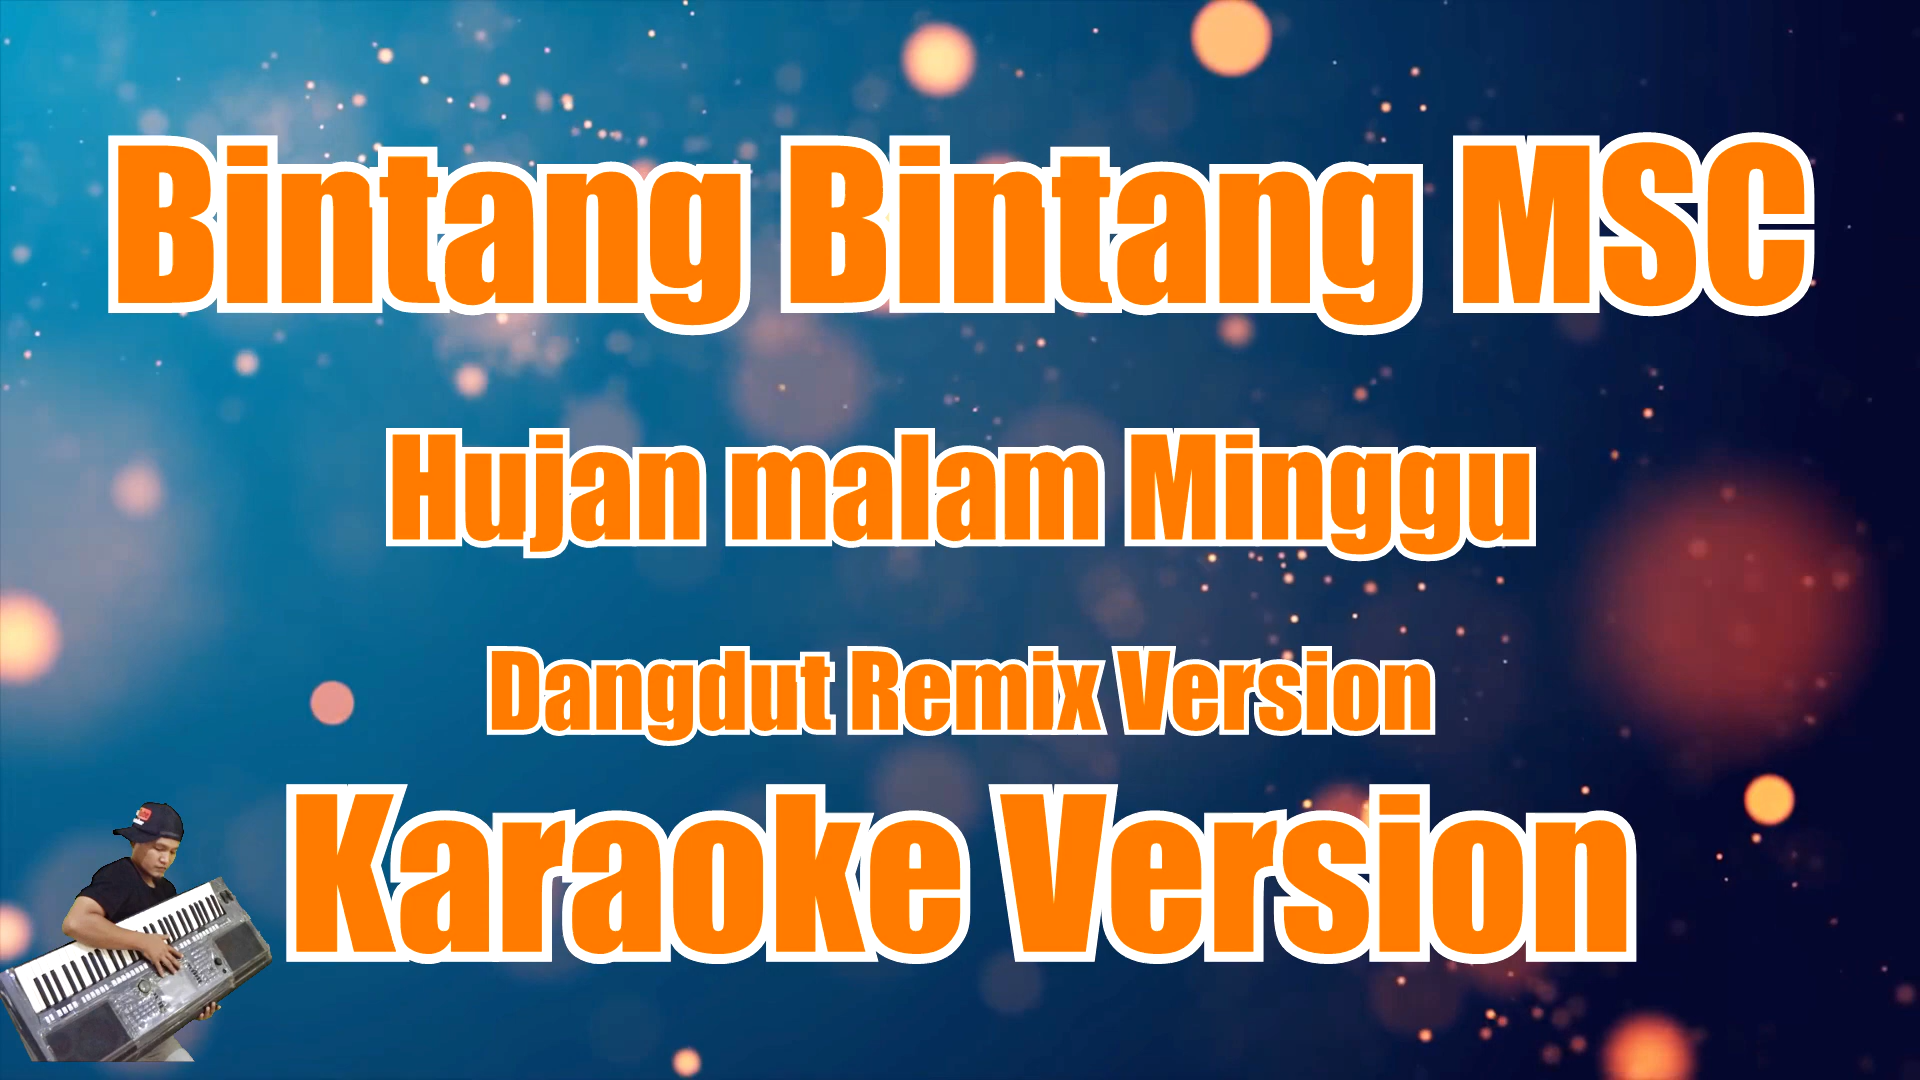 Bintang Bintang MSC
Hujan malam Minggu
Dangdut Remix Version
Karaoke Version